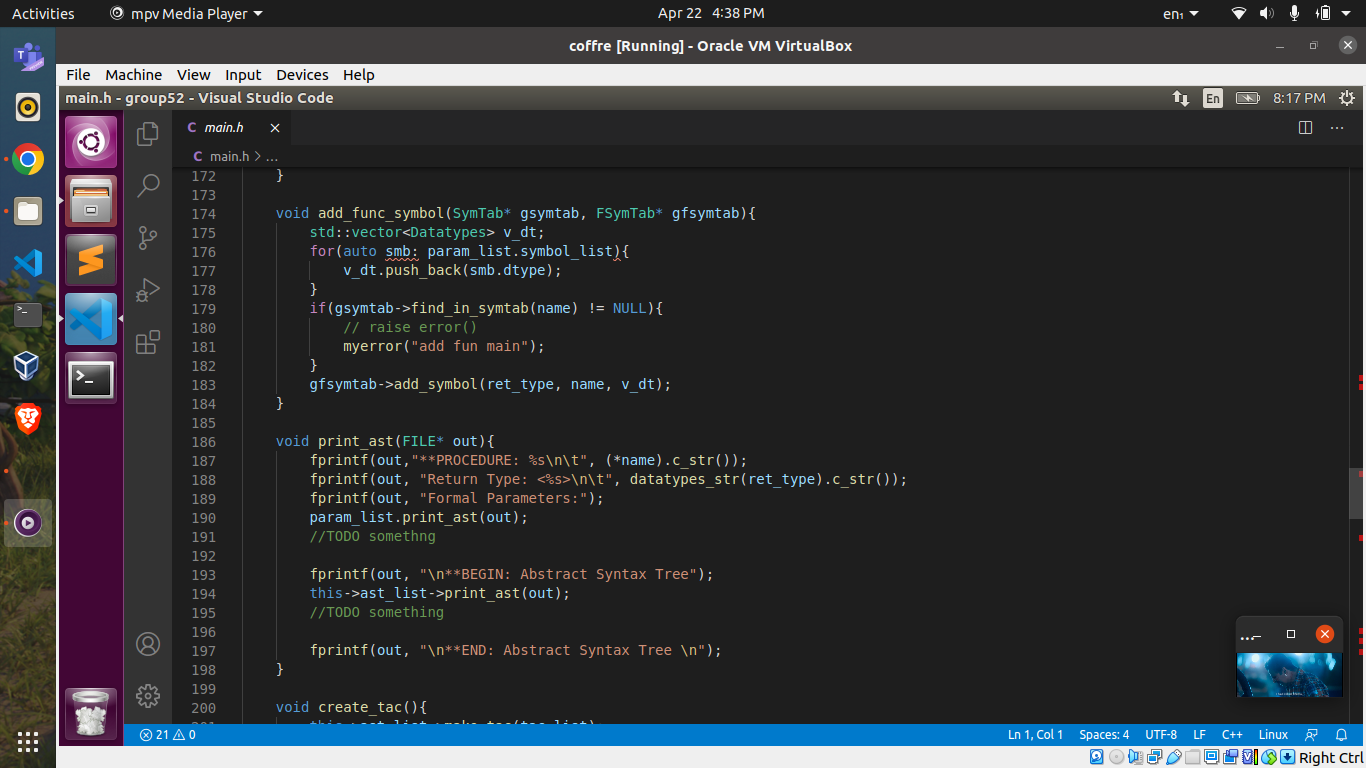 Activities mpv Media Player Apr 22 4:38 PM en₁
coffre [Running] - Oracle VM VirtualBox
File Machine View Input Devices Help
main.h - group52 - Visual Studio Code En 8:17 PM
C main.h
C main.h > ...
172 }
173
174 void add_func_symbol(SymTab* gsymtab, FSymTab* gfsymtab){
175 std::vector<Datatypes> v_dt;
176 for(auto smb: param_list.symbol_list){
177 v_dt.push_back(smb.dtype);
178 }
179 if(gsymtab->find_in_symtab(name) != NULL){
180 // raise error()
181 myerror("add fun main");
182 }
183 gfsymtab->add_symbol(ret_type, name, v_dt);
184 }
185
186 void print_ast(FILE* out){
187 fprintf(out,"**PROCEDURE: %s\n\t", (*name).c_str());
188 fprintf(out, "Return Type: <%s>\n\t", datatypes_str(ret_type).c_str());
189 fprintf(out, "Formal Parameters:");
190 param_list.print_ast(out);
191 //TODO somethng
192
193 fprintf(out, "\n**BEGIN: Abstract Syntax Tree");
194 this->ast_list->print_ast(out);
195 //TODO something
196
197 fprintf(out, "\n**END: Abstract Syntax Tree \n");
198 }
199
200 void create_tac(){
21 0 Ln 1, Col 1 Spaces: 4 UTF-8 LF C++ Linux
Right Ctrl